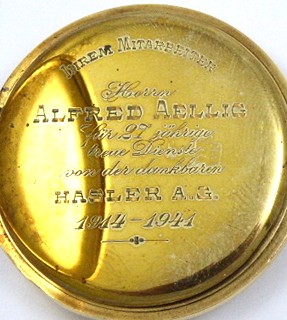 IHREM MITARBEITER
Herrn
ALFRED AELLIG
für 27 jährige
treue Dienste
von der dankbaren
HASLER A.G.
1914-1941